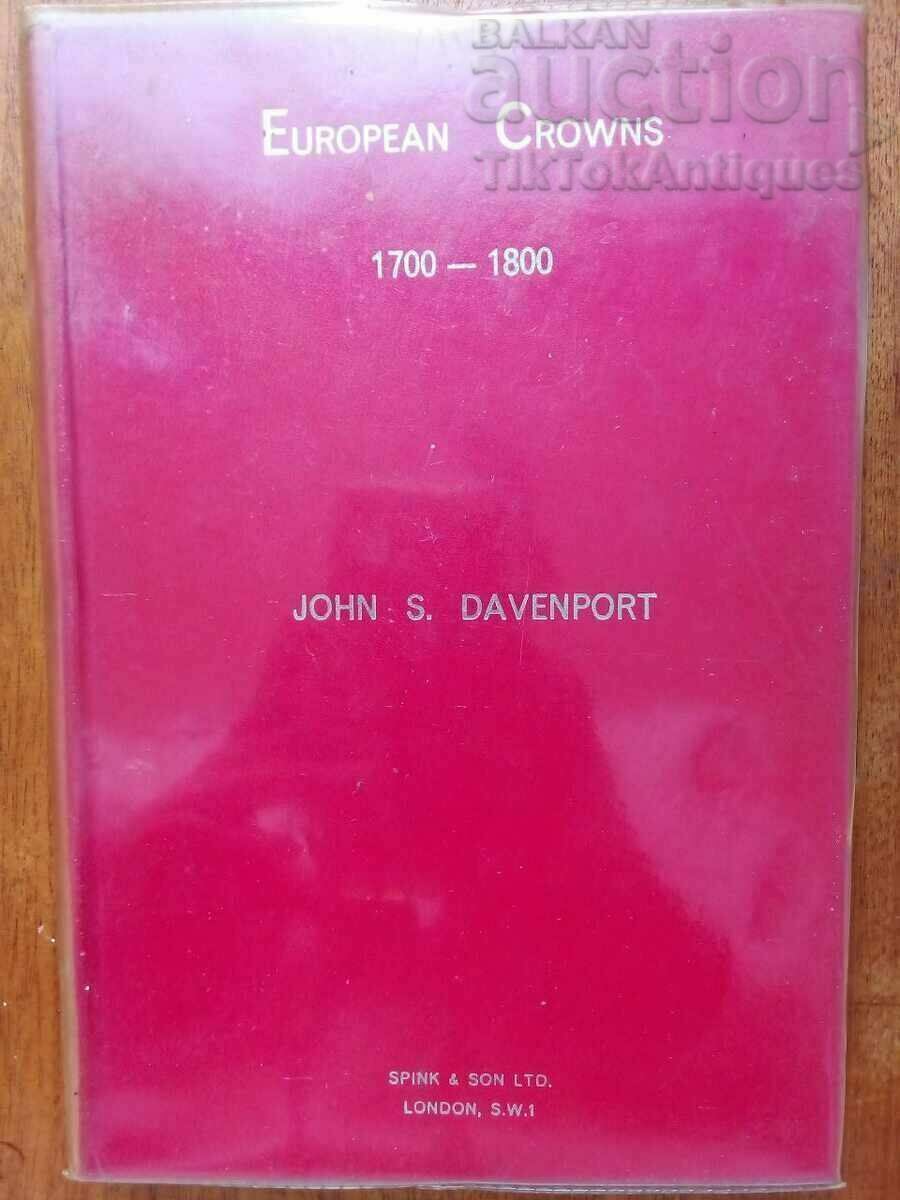 BALKAN
auction
TikTokAntiques
EUROPEAN CROWNS
1700 — 1800
JOHN S. DAVENPORT
SPINK & SON LTD.
LONDON, S.W.1